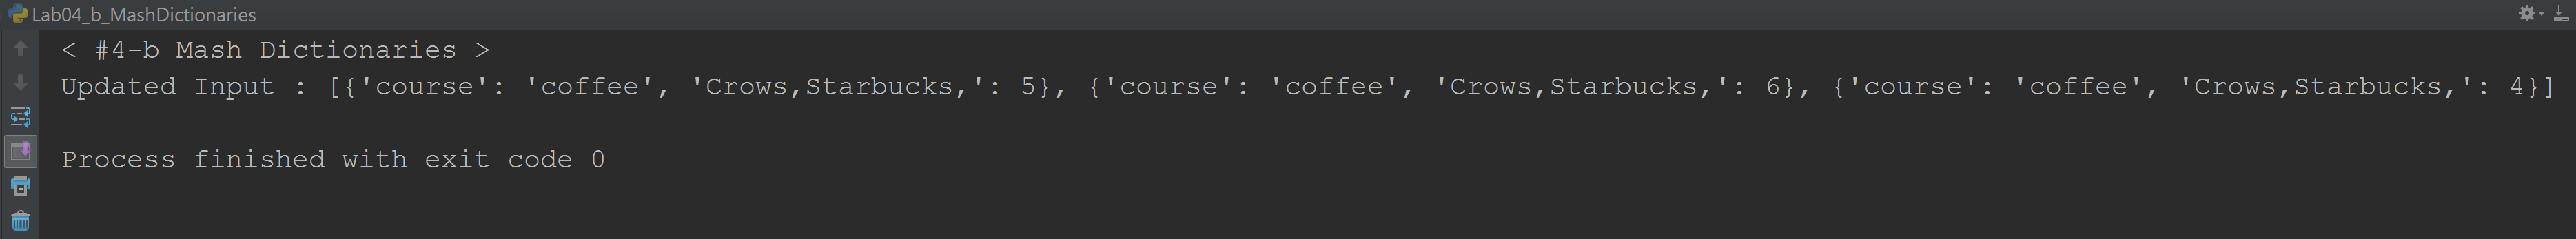 Lab04_b_MashDictionaries
< #4-b Mash Dictionaries >
Updated Input : [{'course': 'coffee', 'Crows,Starbucks,': 5}, {'course': 'coffee', 'Crows,Starbucks,': 6}, {'course': 'coffee', 'Crows,Starbucks,': 4}]
Process finished with exit code 0